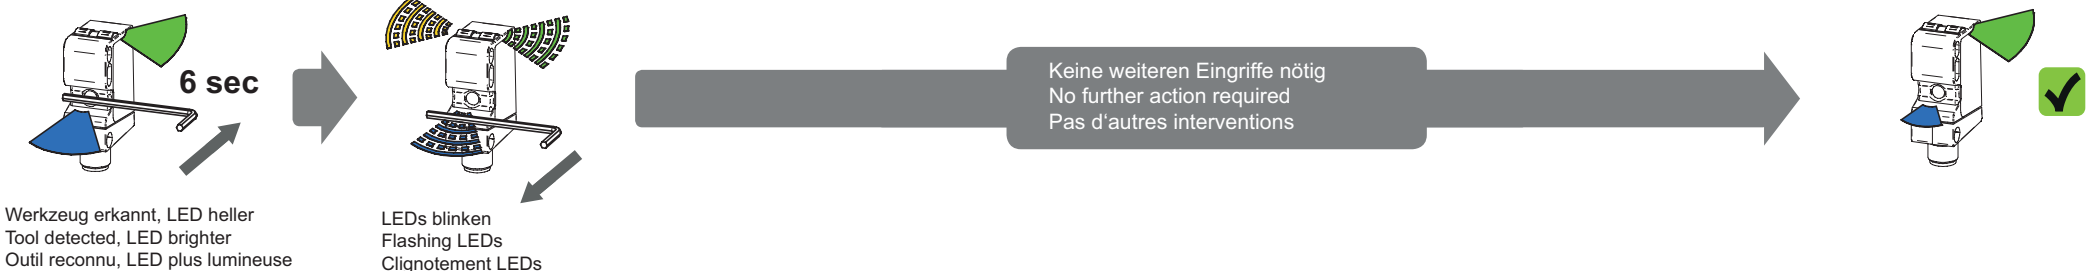 6 sec
Werkzeug erkannt, LED heller
Tool detected, LED brighter
Outil reconnu, LED plus lumineuse
LEDs blinken
Flashing LEDs
Clignotement LEDs
Keine weiteren Eingriffe nötig
No further action required
Pas d‘autres interventions